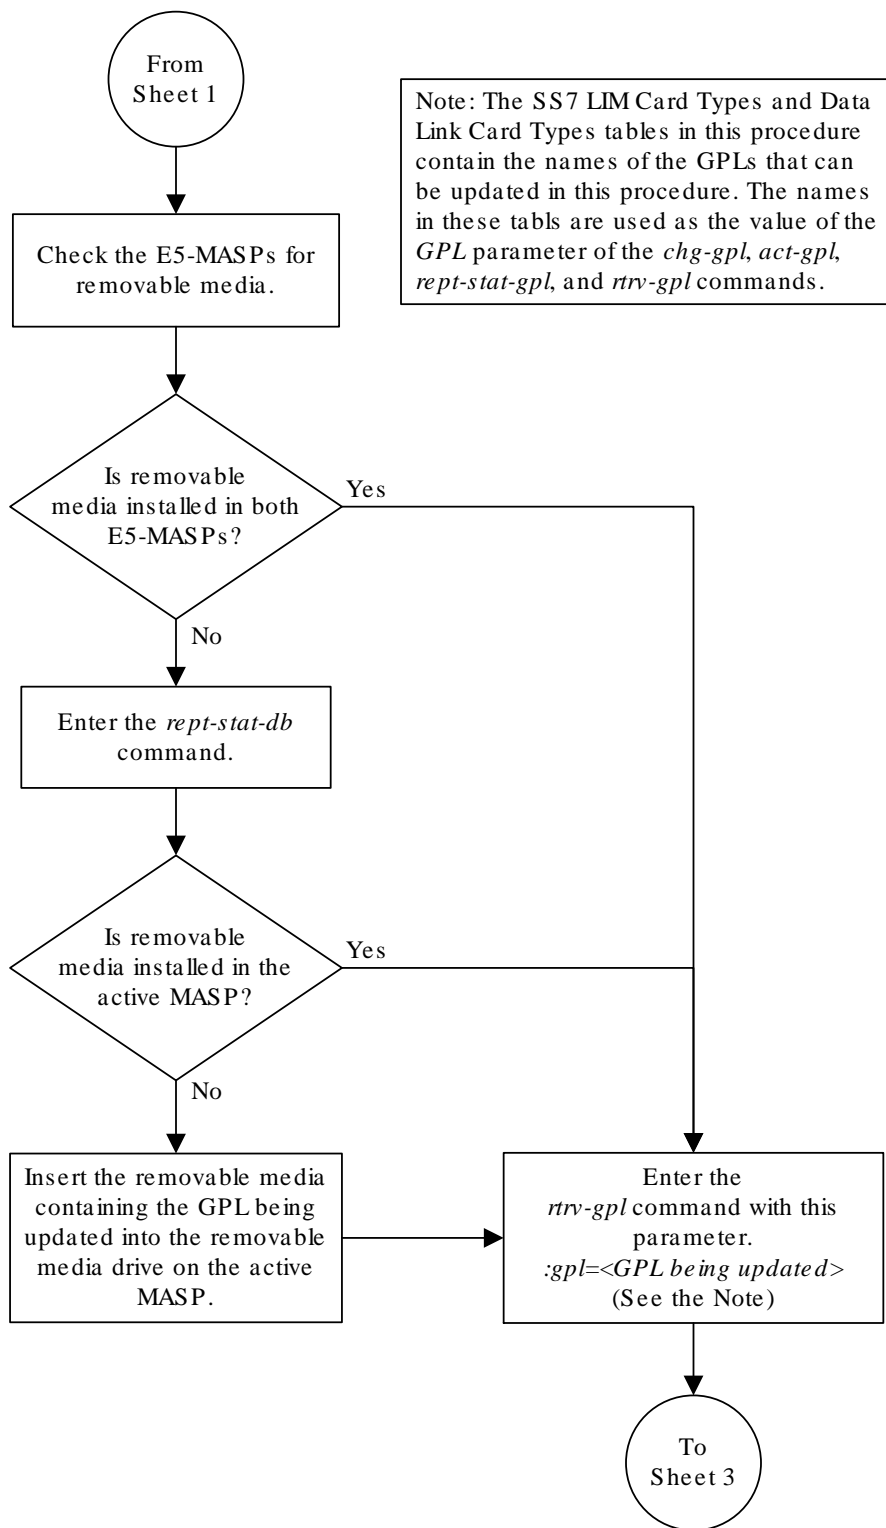 From
Sheet 1
Note: The SS7 LIM Card Types and Data
Link Card Types tables in this procedure
contain the names of the GPLs that can
be updated in this procedure. The names
in these tabls are used as the value of the
GPL parameter of the chg-gpl, act-gpl,
rept-stat-gpl, and rtrv-gpl commands.
Check the E5-MASPs for
removable media.
Is removable
media installed in both
E5-MASPs?
Yes
No
Enter the rept-stat-db
command.
Is removable
media installed in the
active MASP?
Yes
No
Insert the removable media
containing the GPL being
updated into the removable
media drive on the active
MASP.
Enter the
rtrv-gpl command with this
parameter.
:gpl=<GPL being updated>
(See the Note)
To
Sheet 3